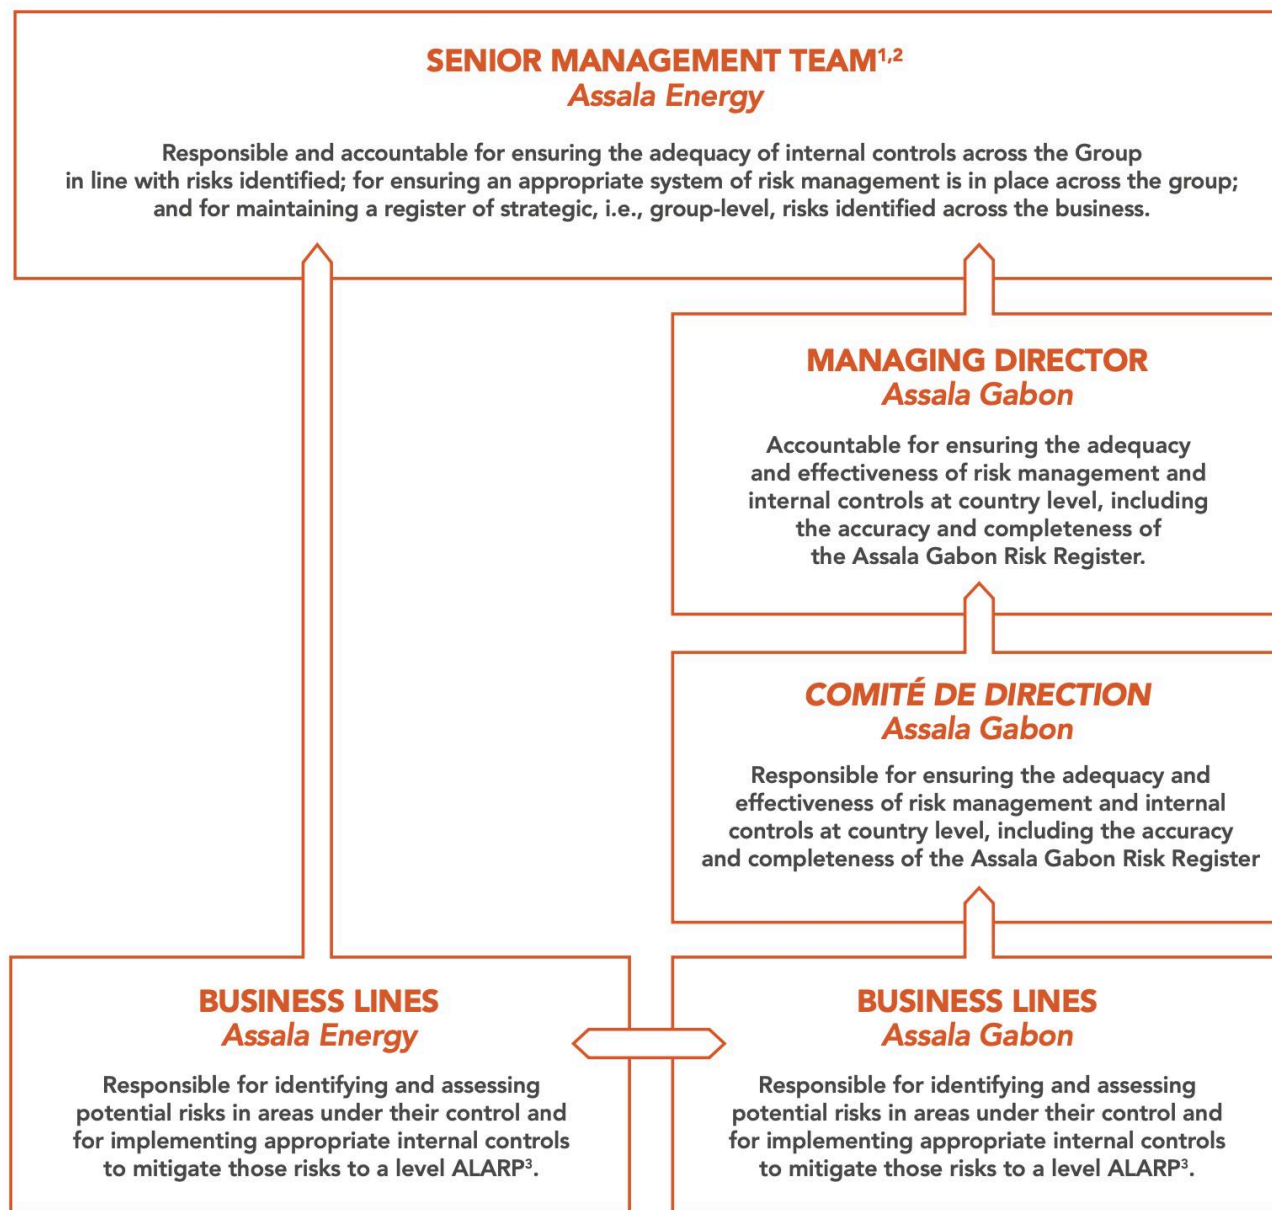 SENIOR MANAGEMENT TEAM¹,²
Assala Energy
Responsible and accountable for ensuring the adequacy of internal controls across the Group
in line with risks identified; for ensuring an appropriate system of risk management is in place across the group;
and for maintaining a register of strategic, i.e., group-level, risks identified across the business.
MANAGING DIRECTOR
Assala Gabon
Accountable for ensuring the adequacy
and effectiveness of risk management and
internal controls at country level, including
the accuracy and completeness of
the Assala Gabon Risk Register.
COMITÉ DE DIRECTION
Assala Gabon
Responsible for ensuring the adequacy and
effectiveness of risk management and internal
controls at country level, including the accuracy
and completeness of the Assala Gabon Risk Register
BUSINESS LINES
Assala Energy
Responsible for identifying and assessing
potential risks in areas under their control and
for implementing appropriate internal controls
to mitigate those risks to a level ALARP³.
BUSINESS LINES
Assala Gabon
Responsible for identifying and assessing
potential risks in areas under their control and
for implementing appropriate internal controls
to mitigate those risks to a level ALARP³.